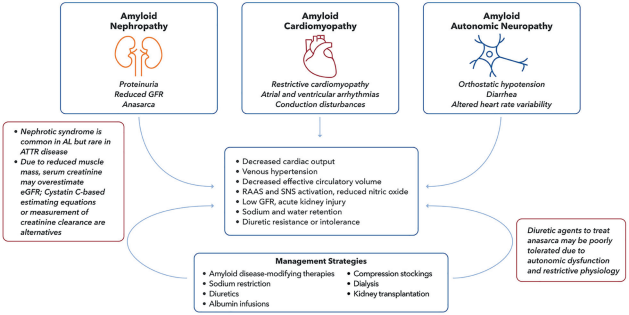 Amyloid
Nephropathy
Proteinuria
Reduced GFR
Anasarca
Amyloid
Cardiomyopathy
Restrictive cardiomyopathy
Atrial and ventricular arrhythmias
Conduction disturbances
Amyloid
Autonomic Neuropathy
Orthostatic hypotension
Diarrhea
Altered heart rate variability
• Nephrotic syndrome is
common in AL but rare in
ATTR disease
• Due to reduced muscle
mass, serum creatinine
may overestimate
eGFR; Cystatin C-based
estimating equations
or measurement of
creatinine clearance are
alternatives
• Decreased cardiac output
• Venous hypertension
• Decreased effective circulatory volume
• RAAS and SNS activation, reduced nitric oxide
• Low GFR, acute kidney injury
• Sodium and water retention
• Diuretic resistance or intolerance
Diuretic agents to treat
anasarca may be poorly
tolerated due to
autonomic dysfunction
and restrictive physiology
Management Strategies
• Amyloid disease-modifying therapies
• Sodium restriction
• Diuretics
• Albumin infusions
• Compression stockings
• Dialysis
• Kidney transplantation